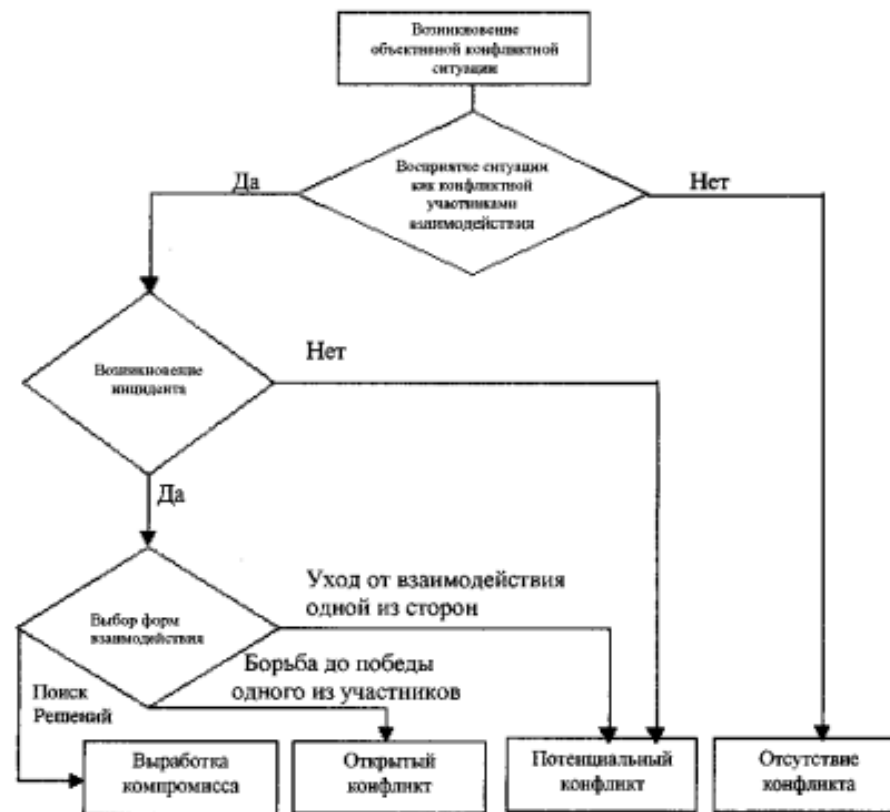 Возникновение
объективной конфликтной
ситуации
Восприятие ситуации
как конфликтной
участниками
взаимодействия
Да
Нет
Возникновение
инцидента
Нет
Да
Выбор форм
взаимодействия
Уход от взаимодействия
одной из сторон
Борьба до победы
одного из участников
Поиск
Решений
Выработка
компромисса
Открытый
конфликт
Потенциальный
конфликт
Отсутствие
конфликта